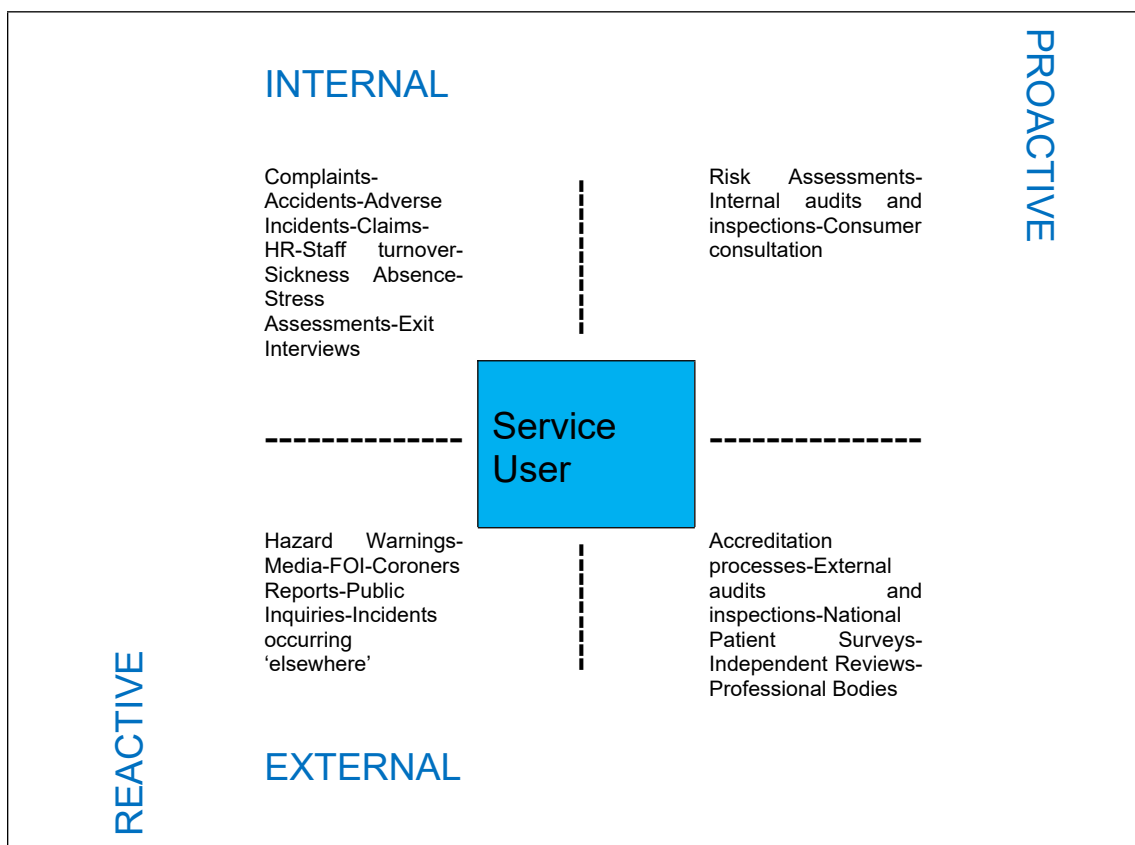 INTERNAL
PROACTIVE
Complaints-
Accidents-Adverse
Incidents-Claims-
HR-Staff turnover-
Sickness Absence-
Stress
Assessments-Exit
Interviews
Risk Assessments-
Internal audits and
inspections-Consumer
consultation
Service
User
Hazard Warnings-
Media-FOI-Coroners
Reports-Public
Inquiries-Incidents
occurring
‘elsewhere’
Accreditation
processes-External
audits and
inspections-National
Patient Surveys-
Independent Reviews-
Professional Bodies
REACTIVE
EXTERNAL